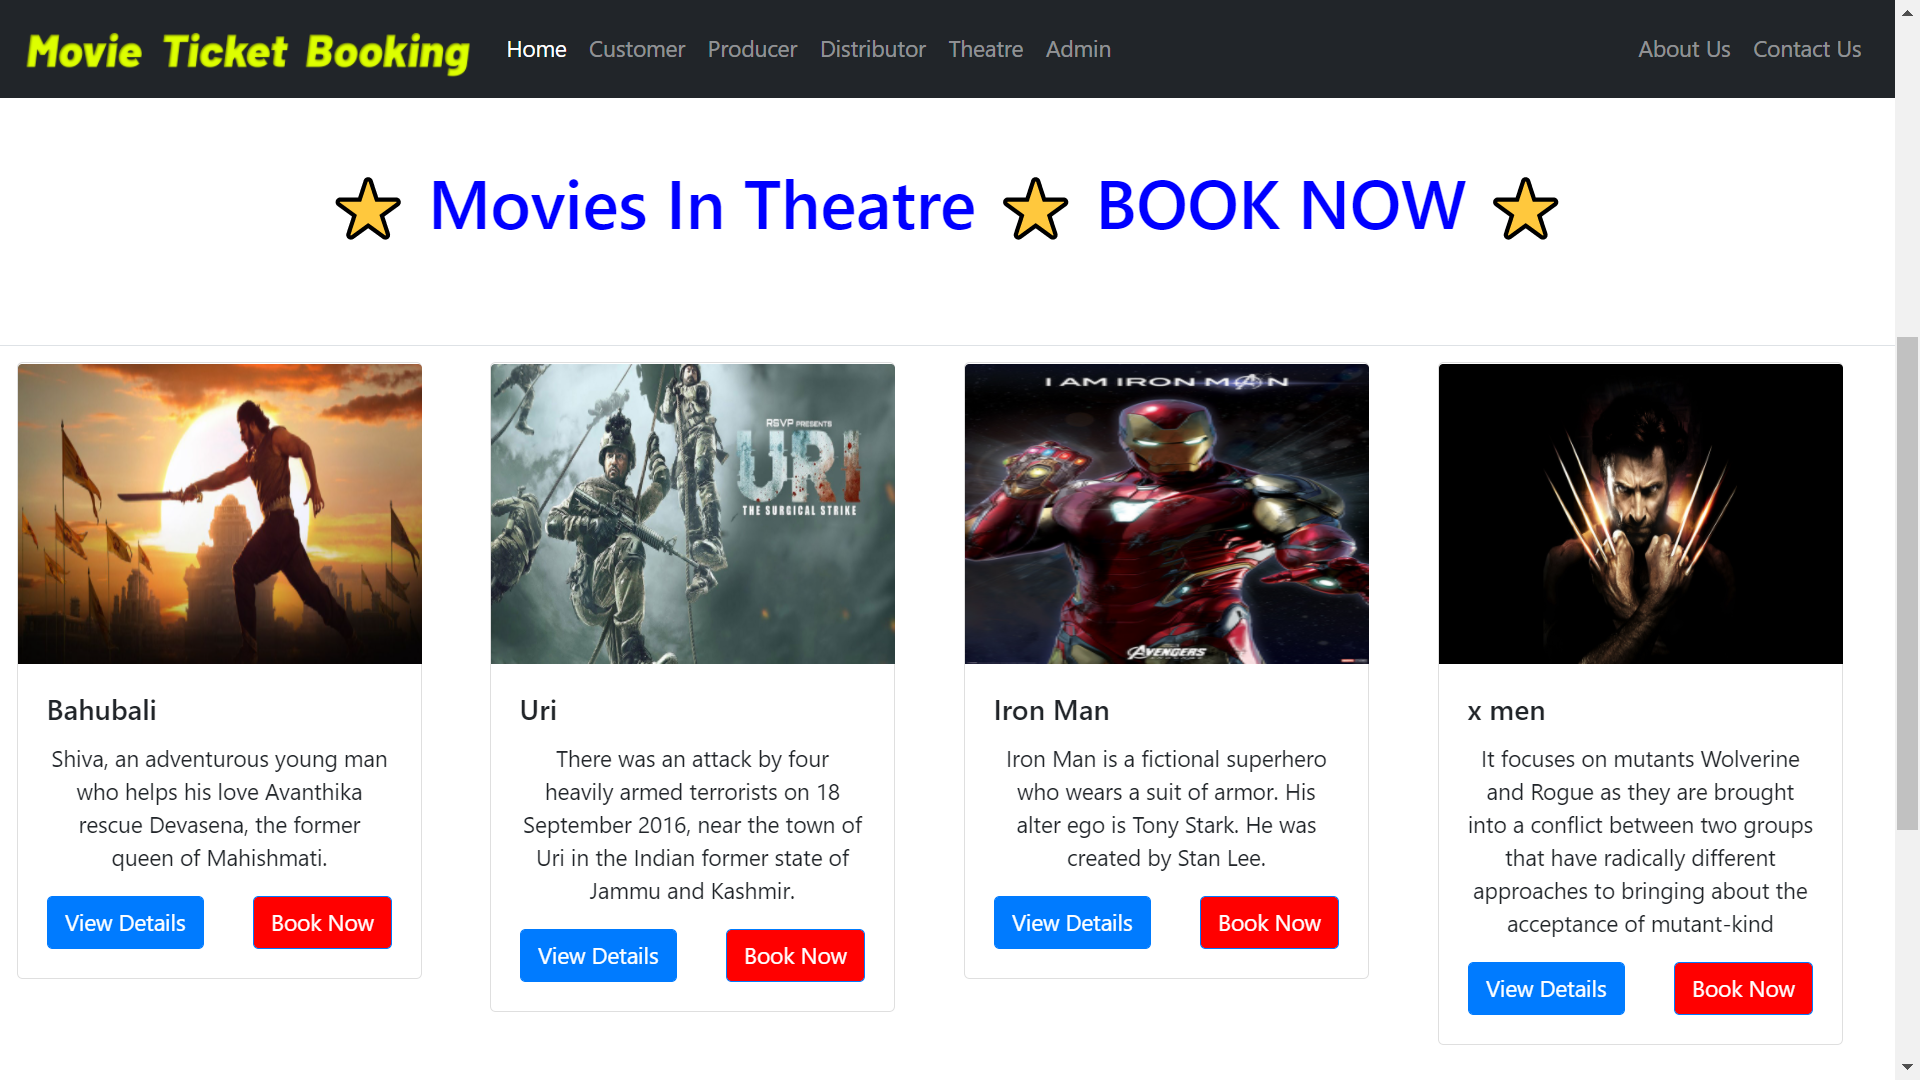 Movie Ticket Booking
Home Customer Producer Distributor Theatre Admin About Us Contact Us
Movies In Theatre BOOK NOW
RSVP PRESENTS
URI
THE SURGICAL STRIKE
I AM IRON MAN
AVENGERS
Bahubali
Shiva, an adventurous young man
who helps his love Avanthika
rescue Devasena, the former
queen of Mahishmati.
View Details Book Now
Uri
There was an attack by four
heavily armed terrorists on 18
September 2016, near the town of
Uri in the Indian former state of
Jammu and Kashmir.
View Details Book Now
Iron Man
Iron Man is a fictional superhero
who wears a suit of armor. His
alter ego is Tony Stark. He was
created by Stan Lee.
View Details Book Now
x men
It focuses on mutants Wolverine
and Rogue as they are brought
into a conflict between two groups
that have radically different
approaches to bringing about the
acceptance of mutant-kind
View Details Book Now